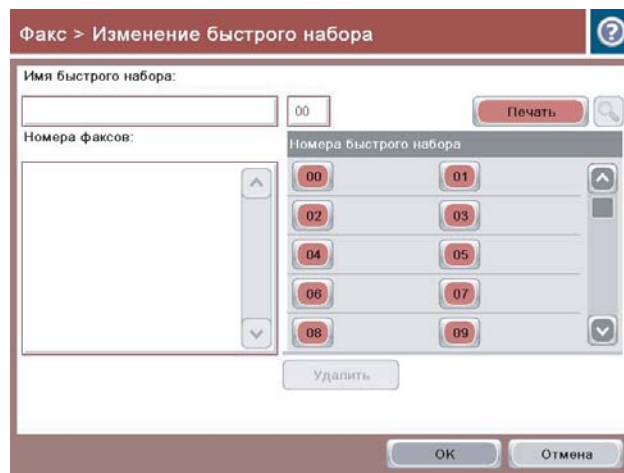 Факс > Изменение быстрого набора
?
Имя быстрого набора:
00
Печать
Номера факсов:
Номера быстрого набора
00 01
02 03
04 05
06 07
08 09
Удалить
OK Отмена